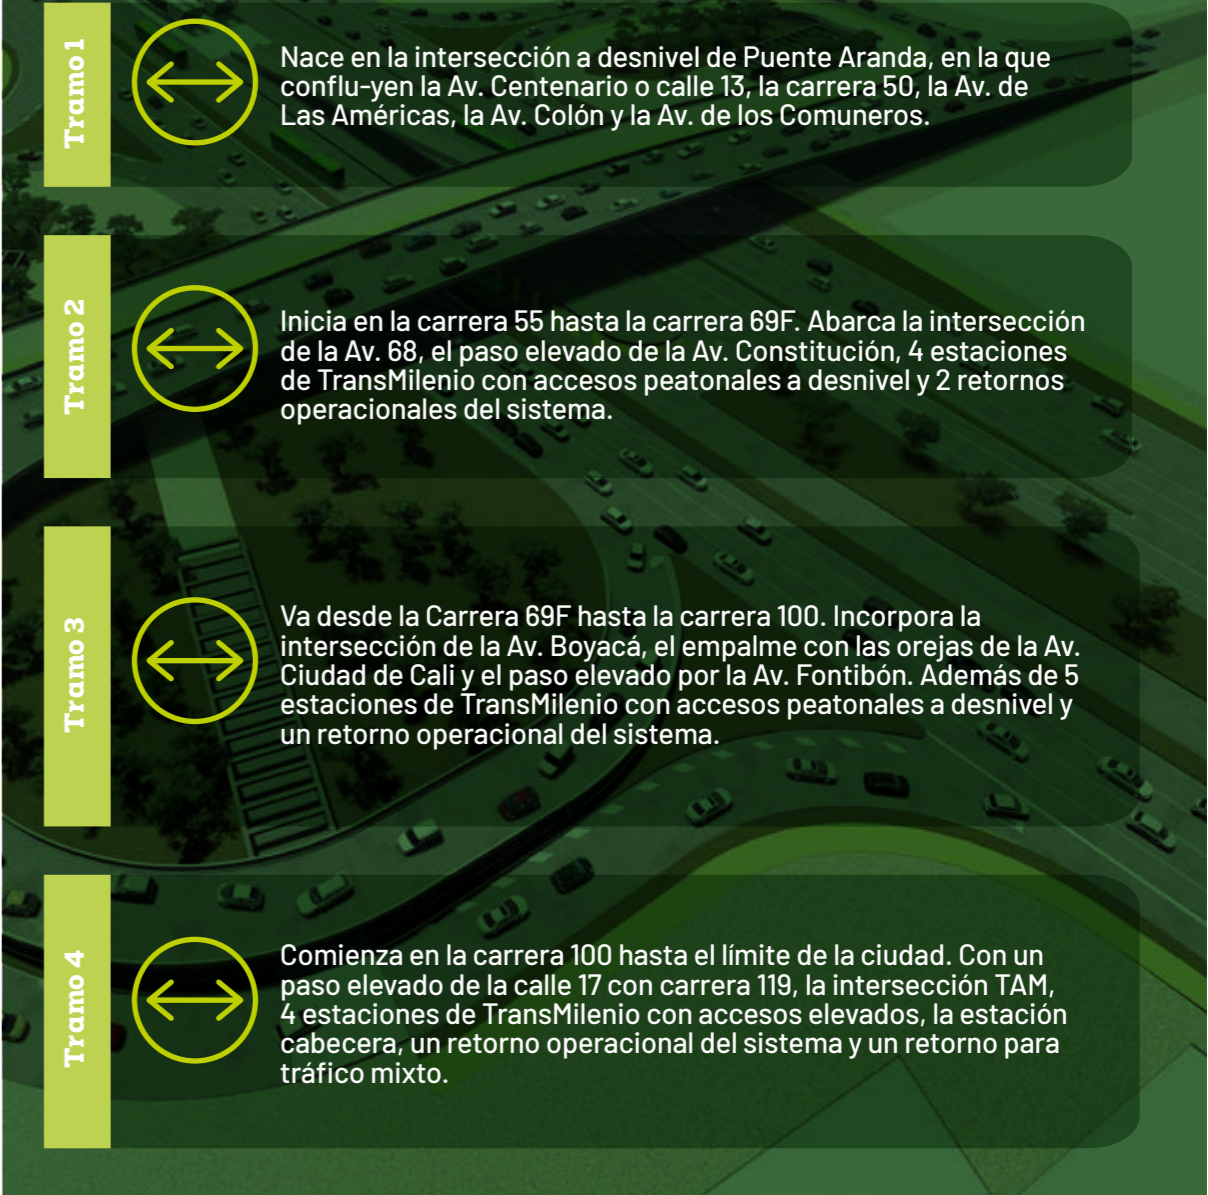 Tramo 1
Nace en la intersección a desnivel de Puente Aranda, en la que
conflu-yen la Av. Centenario o calle 13, la carrera 50, la Av. de
Las Américas, la Av. Colón y la Av. de los Comuneros.
Tramo 2
Inicia en la carrera 55 hasta la carrera 69F. Abarca la intersección
de la Av. 68, el paso elevado de la Av. Constitución, 4 estaciones
de TransMilenio con accesos peatonales a desnivel y 2 retornos
operacionales del sistema.
Tramo 3
Va desde la Carrera 69F hasta la carrera 100. Incorpora la
intersección de la Av. Boyacá, el empalme con las orejas de la Av.
Ciudad de Cali y el paso elevado por la Av. Fontibón. Además de 5
estaciones de TransMilenio con accesos peatonales a desnivel y
un retorno operacional del sistema.
Tramo 4
Comienza en la carrera 100 hasta el límite de la ciudad. Con un
paso elevado de la calle 17 con carrera 119, la intersección TAM,
4 estaciones de TransMilenio con accesos elevados, la estación
cabecera, un retorno operacional del sistema y un retorno para
tráfico mixto.